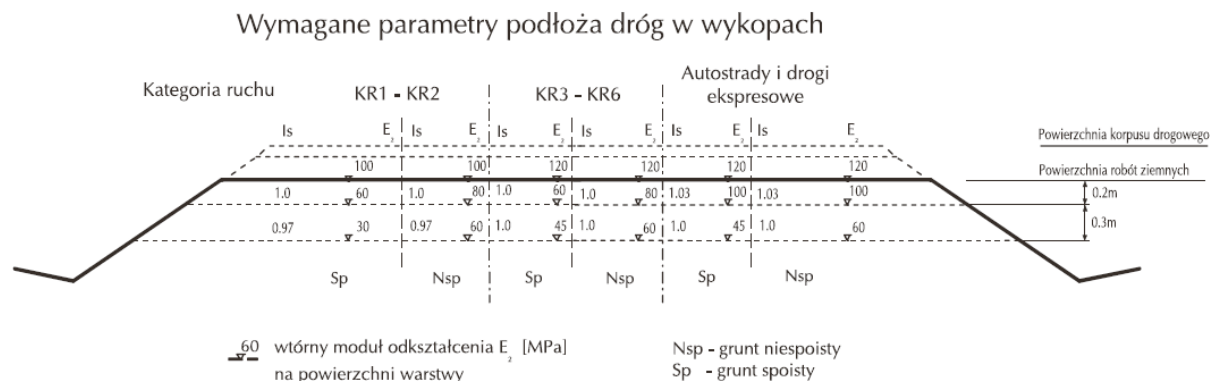 Wymagane parametry podłoża dróg w wykopach
Kategoria ruchu
KR1 - KR2
KR3 - KR6
Autostrady i drogi
ekspresowe
Is E₂ Is E₂ Is E₂ Is E₂ Is E₂ Is E₂
Powierzchnia korpusu drogowego
100 100 120 120 120 120
Powierzchnia robót ziemnych
1.0 60 1.0 80 1.0 60 1.0 80 1.03 100 1.03 100
0.2m
0.97 30 0.97 60 1.0 45 1.0 60 1.0 45 1.0 60
0.3m
Sp Nsp Sp Nsp Sp Nsp
60 wtórny moduł odkształcenia E₂ [MPa]
na powierzchni warstwy
Nsp - grunt niespoisty
Sp - grunt spoisty